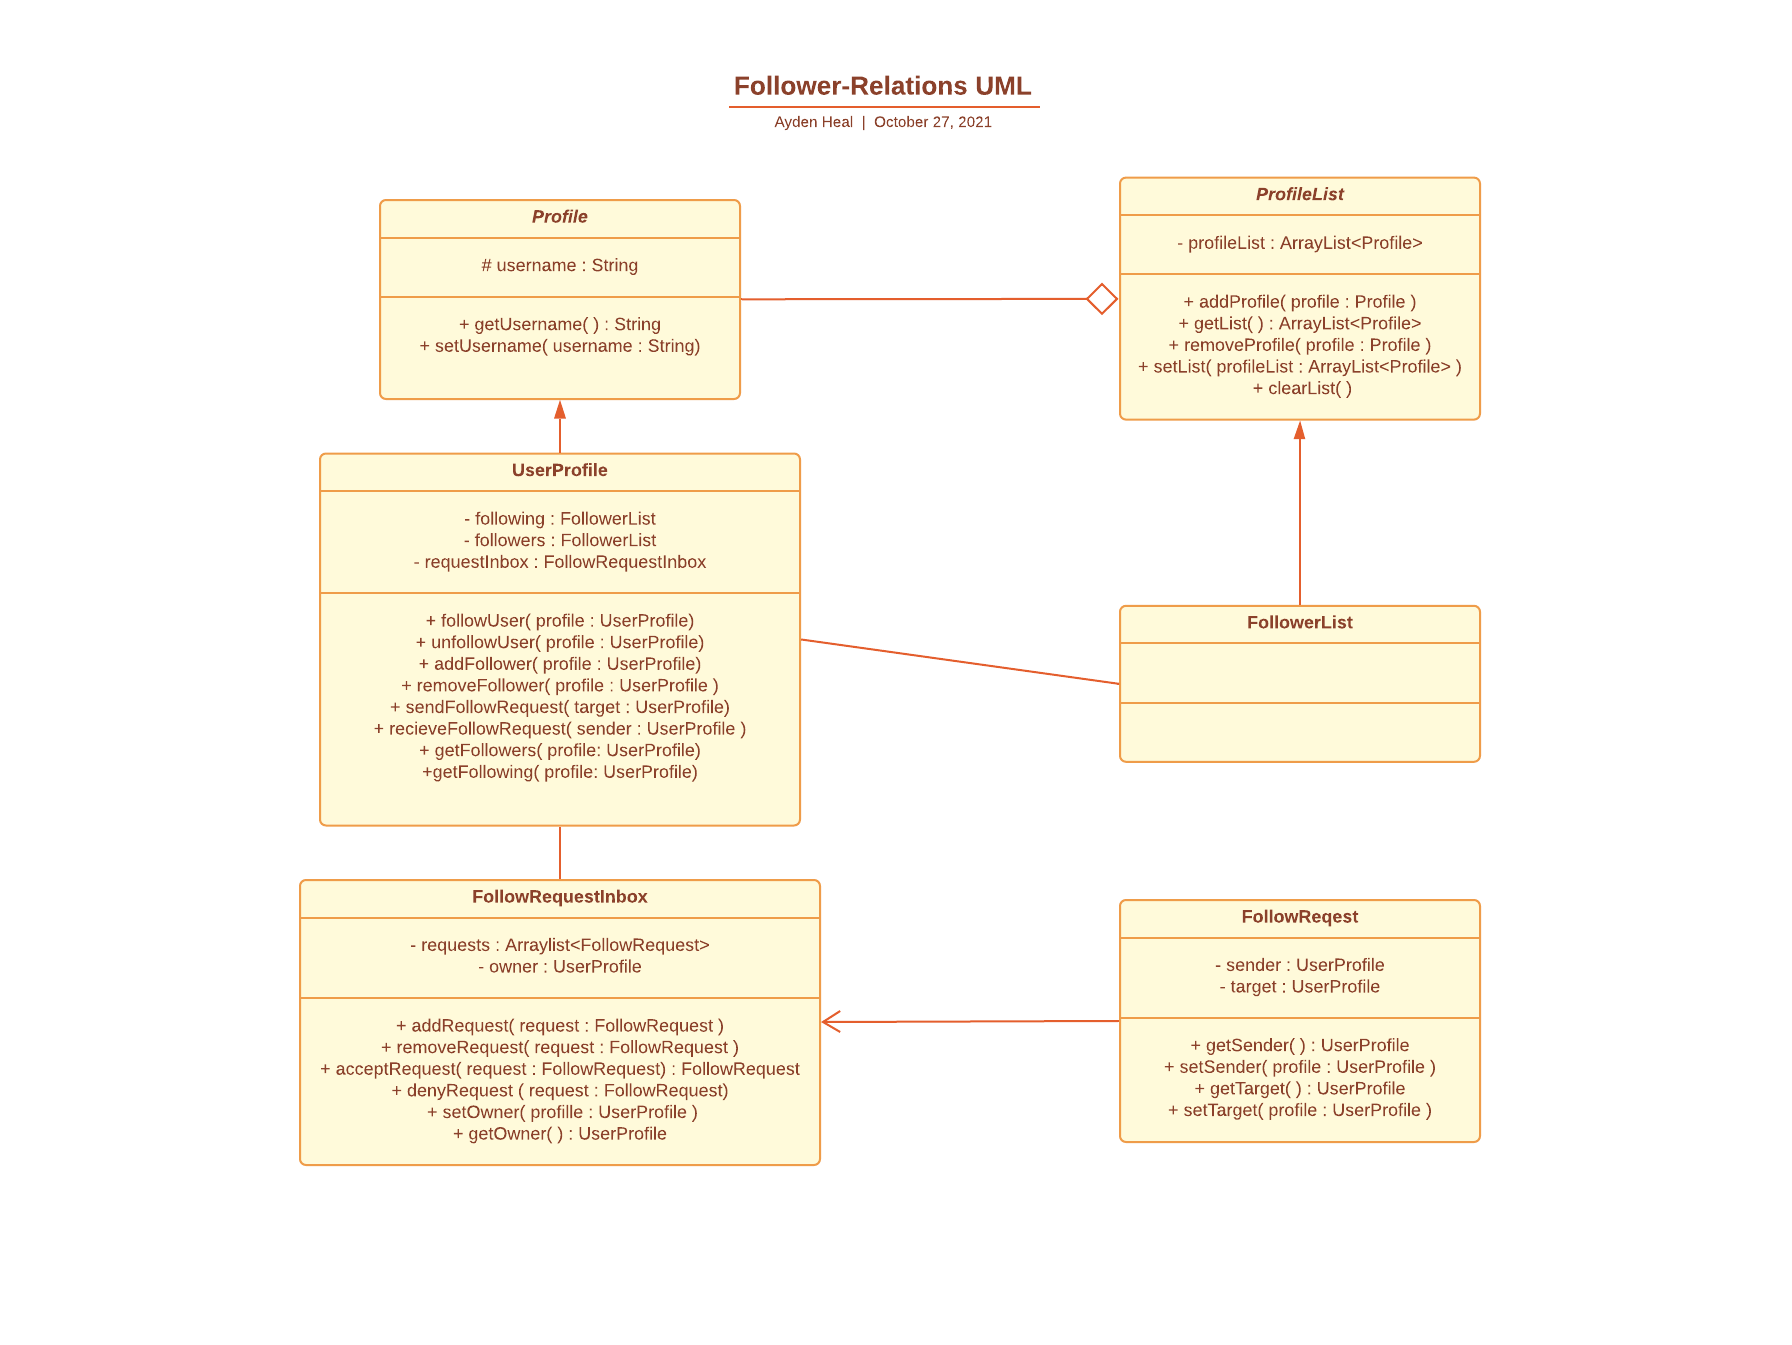 Follower-Relations UML
Ayden Heal | October 27, 2021
Profile
# username : String
+ getUsername( ) : String
+ setUsername( username : String)
ProfileList
- profileList : ArrayList<Profile>
+ addProfile( profile : Profile )
+ getList( ) : ArrayList<Profile>
+ removeProfile( profile : Profile )
+ setList( profileList : ArrayList<Profile> )
+ clearList( )
UserProfile
- following : FollowerList
- followers : FollowerList
- requestInbox : FollowRequestInbox
+ followUser( profile : UserProfile)
+ unfollowUser( profile : UserProfile)
+ addFollower( profile : UserProfile)
+ removeFollower( profile : UserProfile )
+ sendFollowRequest( target : UserProfile)
+ recieveFollowRequest( sender : UserProfile )
+ getFollowers( profile: UserProfile)
+getFollowing( profile: UserProfile)
FollowerList
FollowRequestInbox
- requests : Arraylist<FollowRequest>
- owner : UserProfile
+ addRequest( request : FollowRequest )
+ removeRequest( request : FollowRequest )
+ acceptRequest( request : FollowRequest) : FollowRequest
+ denyRequest ( request : FollowRequest)
+ setOwner( profille : UserProfile )
+ getOwner( ) : UserProfile
FollowReqest
- sender : UserProfile
- target : UserProfile
+ getSender( ) : UserProfile
+ setSender( profile : UserProfile )
+ getTarget( ) : UserProfile
+ setTarget( profile : UserProfile )